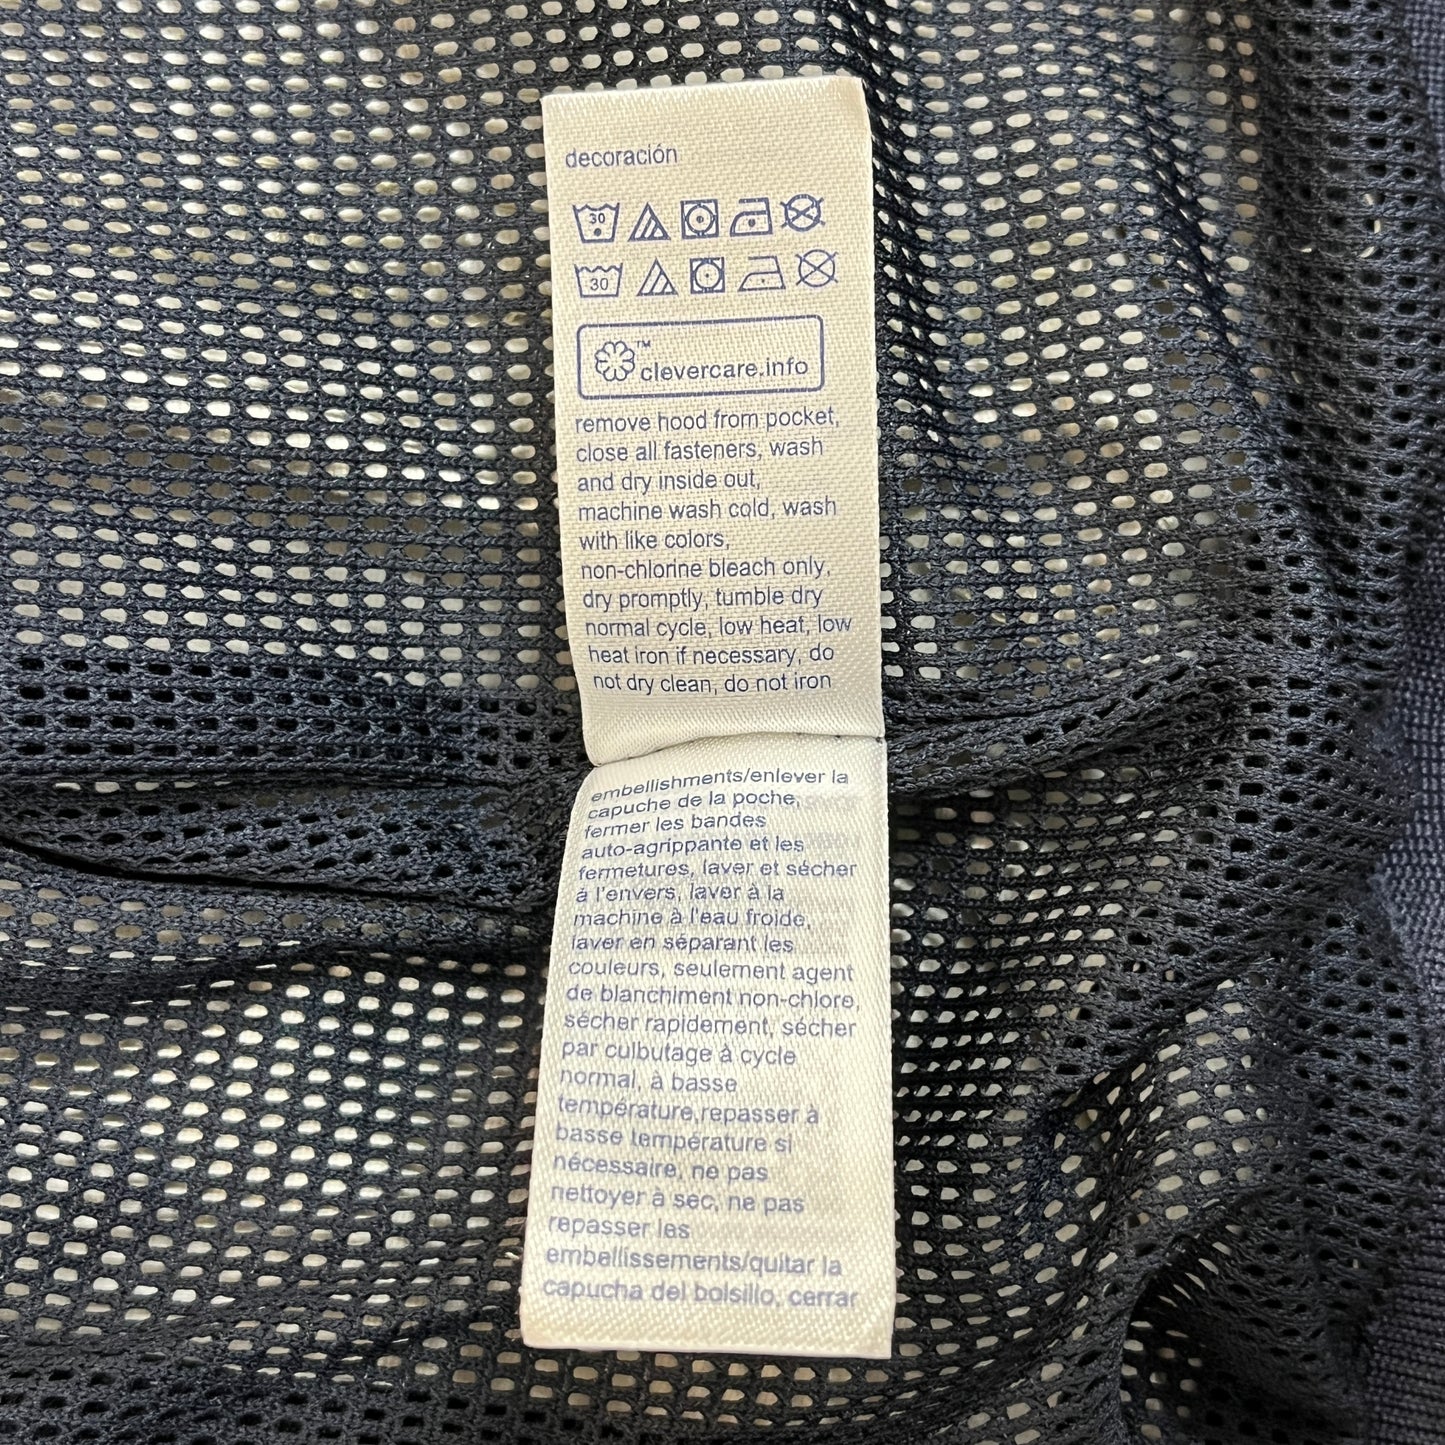 decoración
30
30
™
clevercare.info
remove hood from pocket,
close all fasteners, wash
and dry inside out,
machine wash cold, wash
with like colors,
non-chlorine bleach only,
dry promptly, tumble dry
normal cycle, low heat, low
heat iron if necessary, do
not dry clean, do not iron
embellishments/enlever la
capuche de la poche,
fermer les bandes
auto-agrippante et les
fermetures, laver et sécher
à l'envers, laver à la
machine à l'eau froide,
laver en séparant les
couleurs, seulement agent
de blanchiment non-chlore,
sécher rapidement, sécher
par culbutage à cycle
normal, à basse
température,repasser à
basse température si
nécessaire, ne pas
nettoyer à sec, ne pas
repasser les
embellissements/quitar la
capucha del bolsillo, cerrar